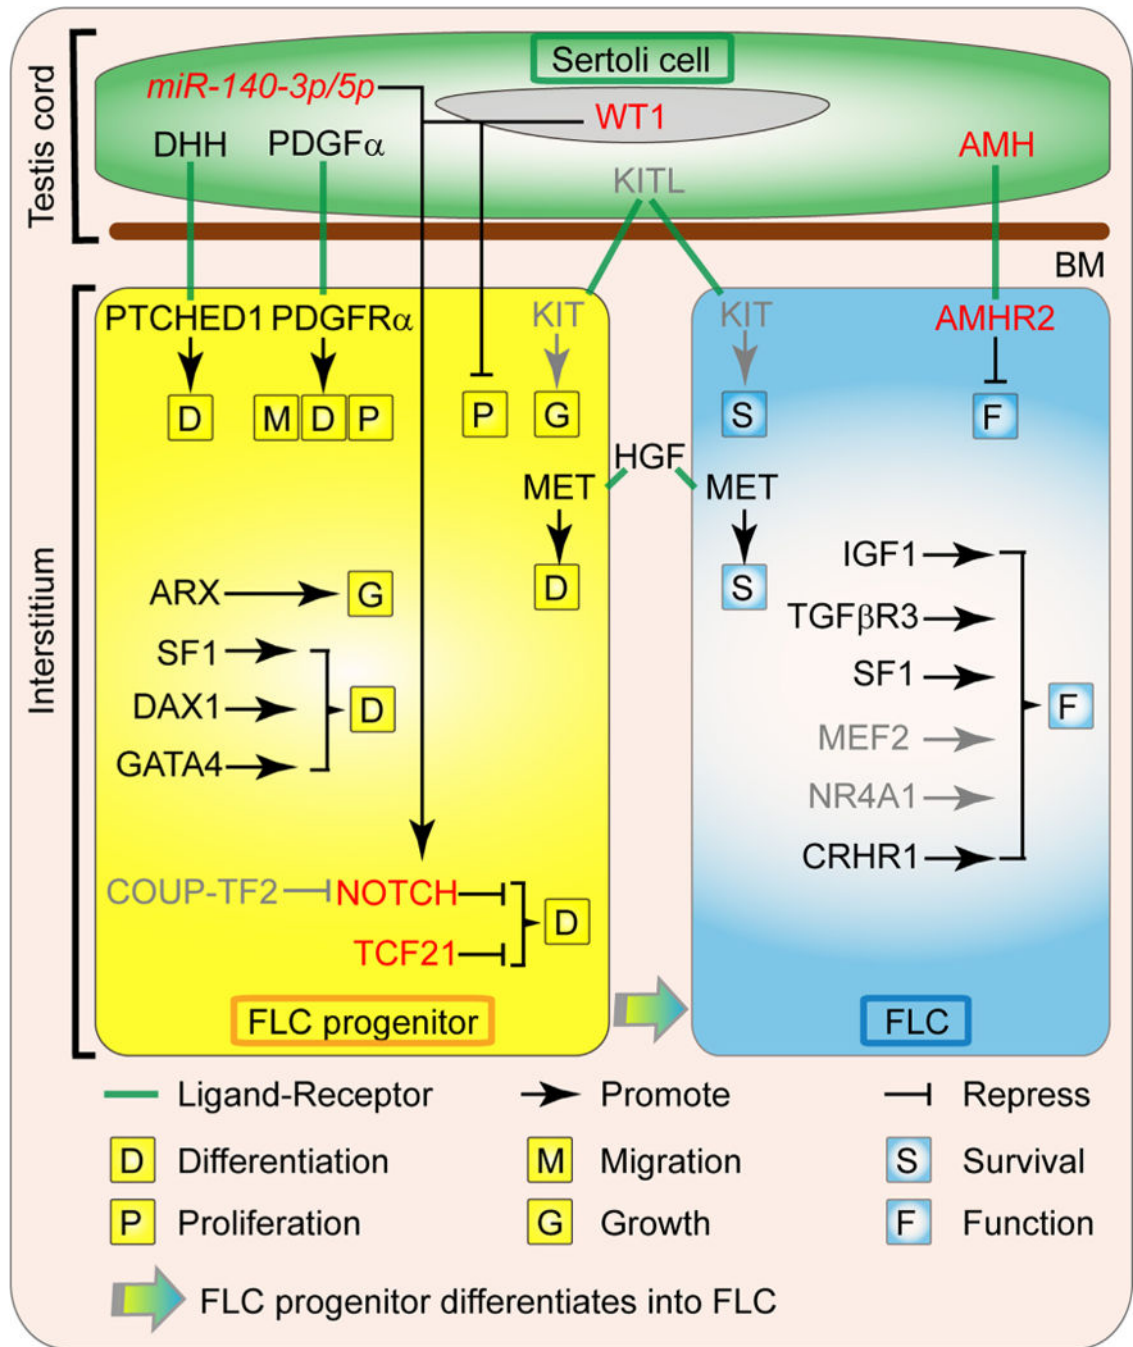 Testis cord
Sertoli cell
miR-140-3p/5p
WT1
DHH PDGFα
AMH
KITL
BM
Interstitium
PTCHED1 PDGFRα
KIT
KIT
AMHR2
D
M D P
P
G
S
F
HGF
MET
MET
D
S
ARX
G
SF1
DAX1
D
GATA4
IGF1
TGFβR3
SF1
F
MEF2
NR4A1
CRHR1
COUP-TF2 NOTCH
D
TCF21
FLC progenitor
FLC
Ligand-Receptor
Promote
Repress
D Differentiation
M Migration
S Survival
P Proliferation
G Growth
F Function
FLC progenitor differentiates into FLC